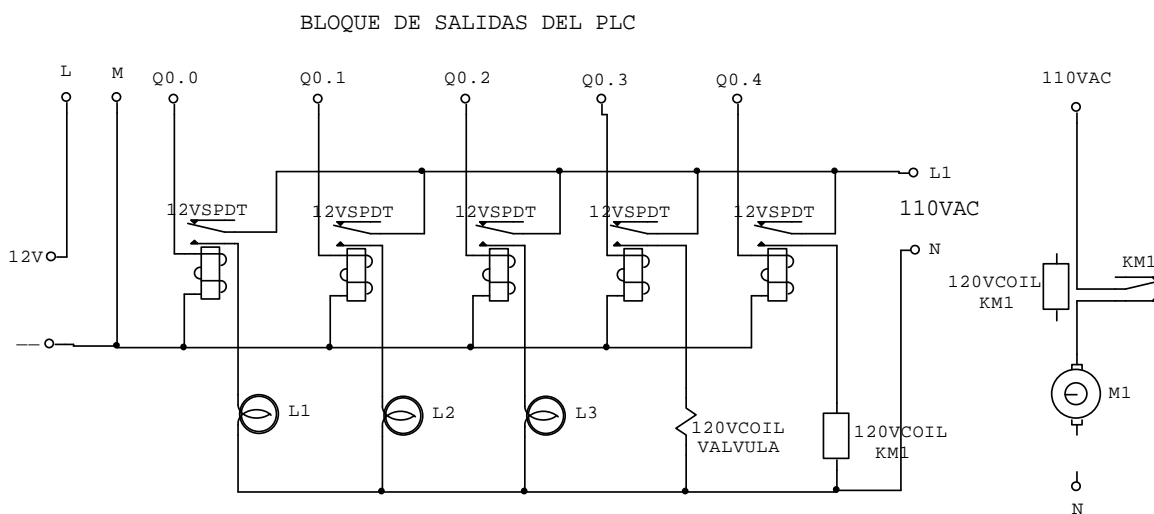 BLOQUE DE SALIDAS DEL PLC
L M Q0.0 Q0.1 Q0.2 Q0.3 Q0.4 110VAC
L1
12VSPDT 12VSPDT 12VSPDT 12VSPDT 12VSPDT
110VAC
N
12V
KM1
120VCOIL
KM1
L1 L2 L3
120VCOIL
VALVULA
120VCOIL
KM1
M1
N